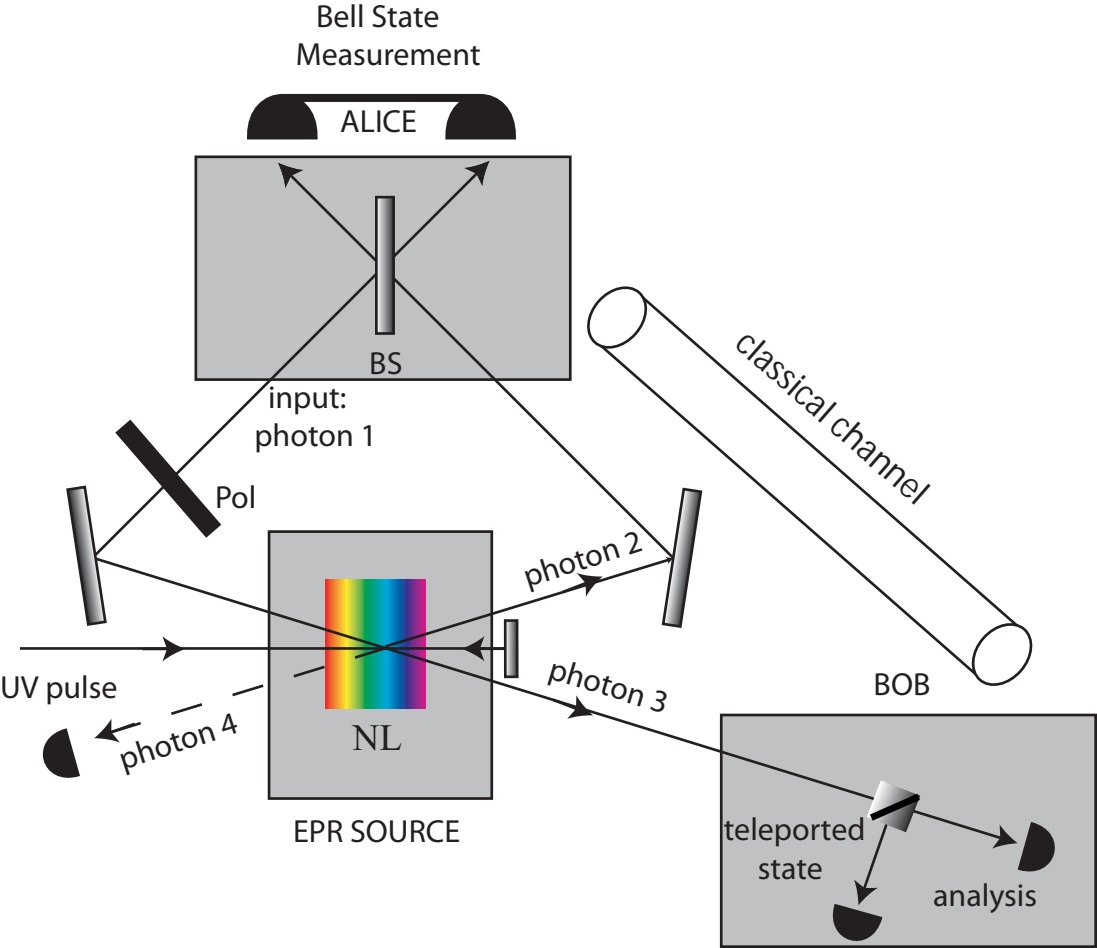 Bell State
Measurement
ALICE
BS
input:
photon 1
classical channel
Pol
photon 2
UV pulse
photon 3
BOB
photon 4
NL
EPR SOURCE
teleported
state
analysis